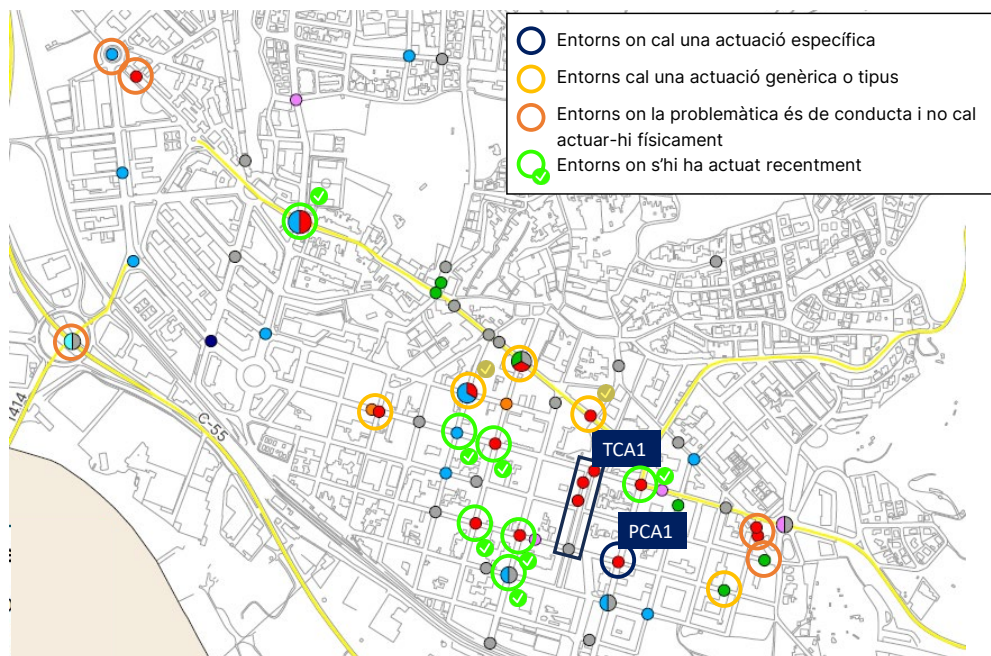 Entorns on cal una actuació específica
Entorns cal una actuació genèrica o tipus
Entorns on la problemàtica és de conducta i no cal
actuar-hi físicament
Entorns on s'hi ha actuat recentment
1414
C-55
TCA1
PCA1